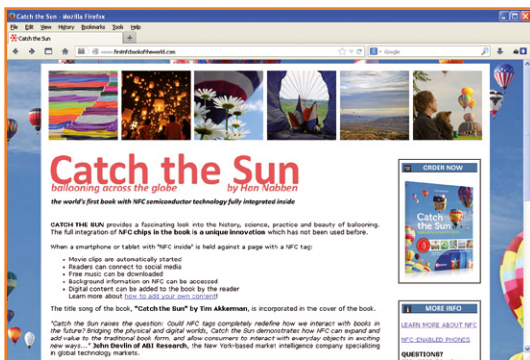 Catch the Sun - Mozilla Firefox
File Edit View History Bookmarks Tools Help
Catch the Sun
www.firstnfcbookoftheworld.com
Google
Catch the Sun
ballooning across the globe by Han Nabben
the world's first book with NFC semiconductor technology fully integrated inside
CATCH THE SUN provides a fascinating look into the history, science, practice and beauty of ballooning.
The full integration of NFC chips in the book is a unique innovation which has not been used before.
When a smartphone or tablet with "NFC inside" is held against a page with a NFC tag:
• Movie clips are automatically started
• Readers can connect to social media
• Free music can be downloaded
• Background information on NFC can be accessed
• Digital content can be added to the book by the reader
Learn more about how to add your own content!
The title song of the book, "Catch the Sun" by Tim Akkerman, is incorporated in the cover of the book.
"Catch the Sun raises the question: Could NFC tags completely redefine how we interact with books in
the future? Bridging the physical and digital worlds, Catch the Sun demonstrates how NFC can expand and
add value to the traditional book form, and allow consumers to interact with everyday objects in exciting
new ways..." John Devlin of ABI Research, the New York-based market intelligence company specialising
in global technology markets.
ORDER NOW
Catch
the Sun
MORE INFO
LEARN MORE ABOUT NFC
NFC-ENABLED PHONES
QUESTIONS?